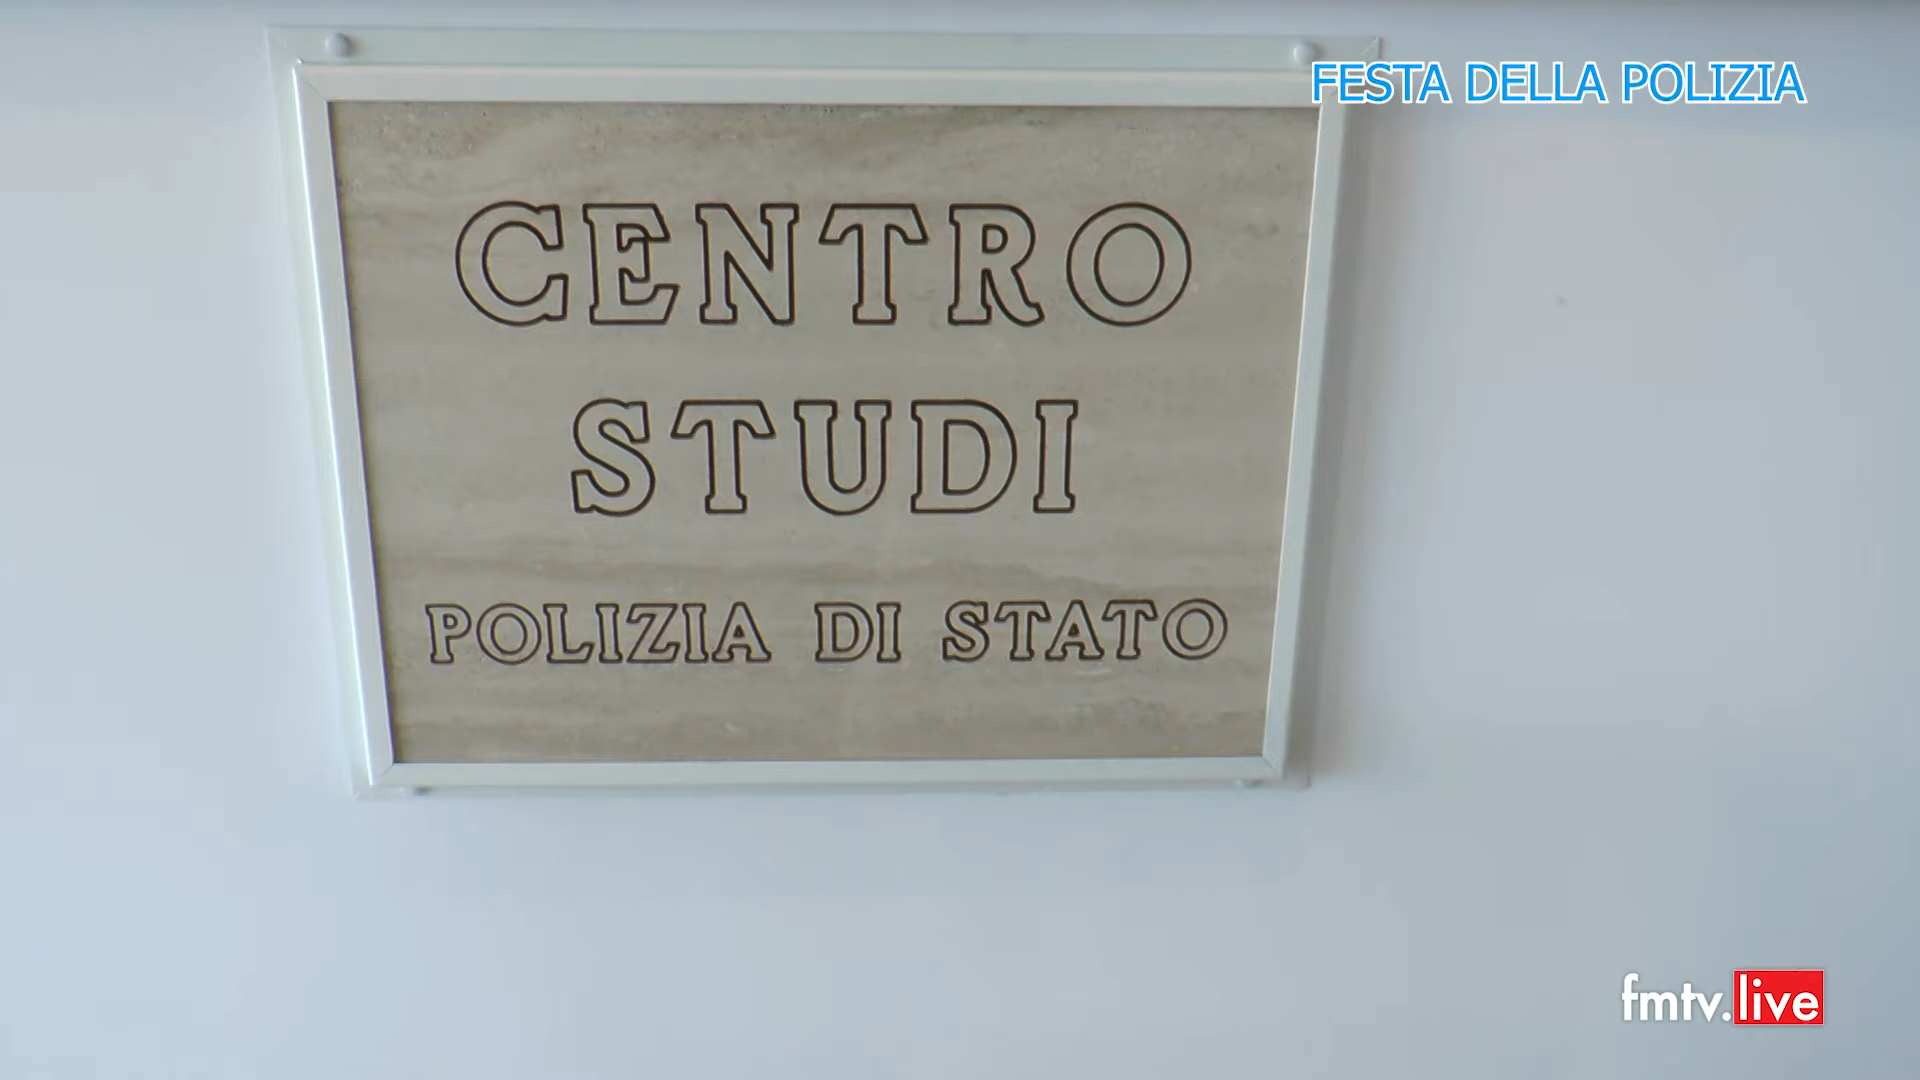 FESTA DELLA POLIZIA
CENTRO
STUDI
POLIZIA DI STATO
fmtv.live